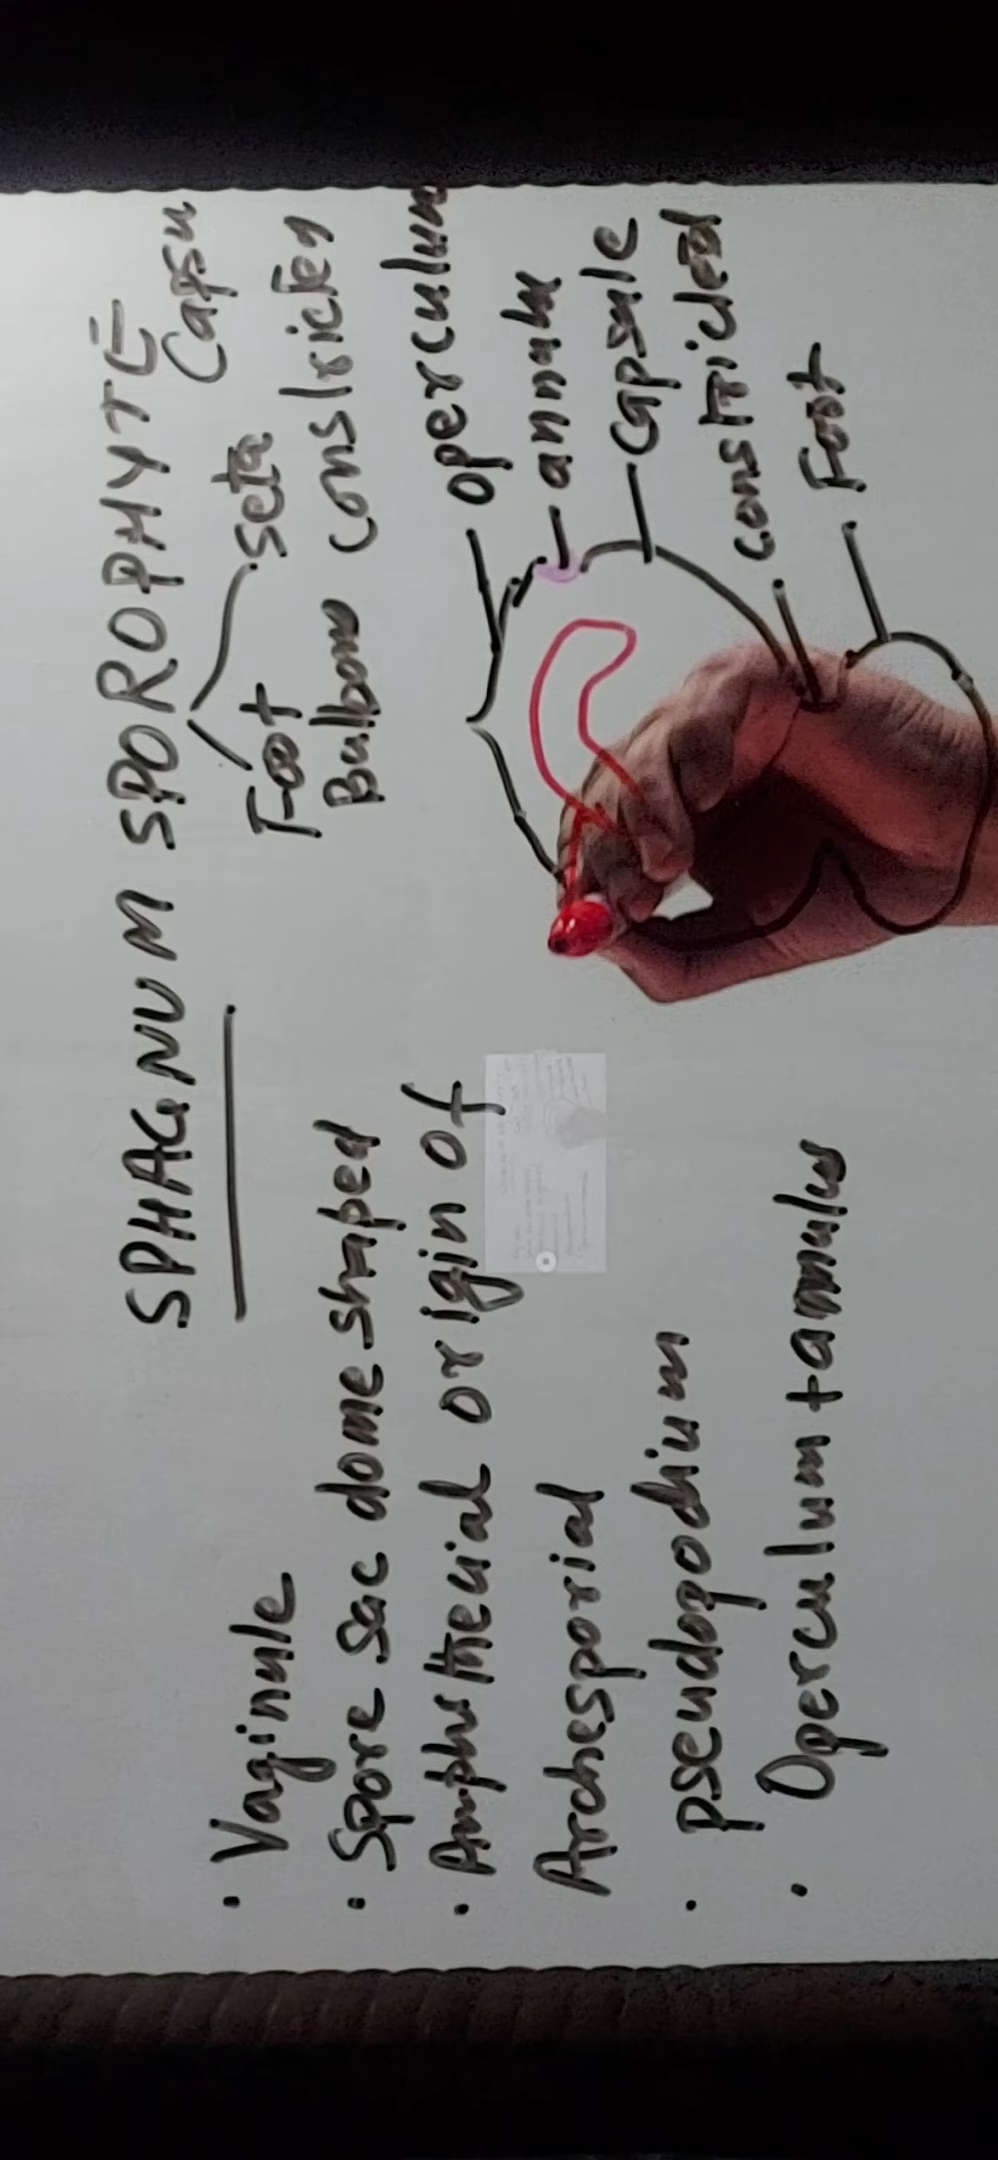 SPHAGNUM SPOROPHYTE
Foot seta Capsu
Bulbous constricted
• Vaginule
• Spore sac dome-shaped
• Amphithecial origin of
Archesporial
• pseudopodium
• Operculum + annulus
operculum
annulu
capsule
constricted
Foot